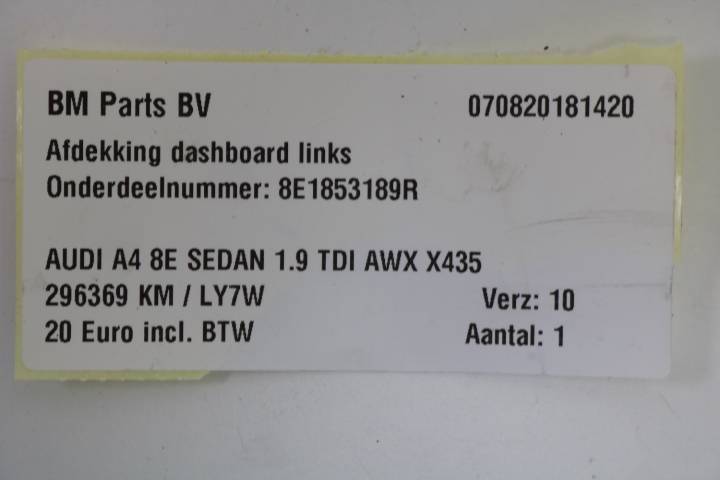 BM Parts BV 070820181420
Afdekking dashboard links
Onderdeelnummer: 8E1853189R
AUDI A4 8E SEDAN 1.9 TDI AWX X435
296369 KM / LY7W Verz: 10
20 Euro incl. BTW Aantal: 1